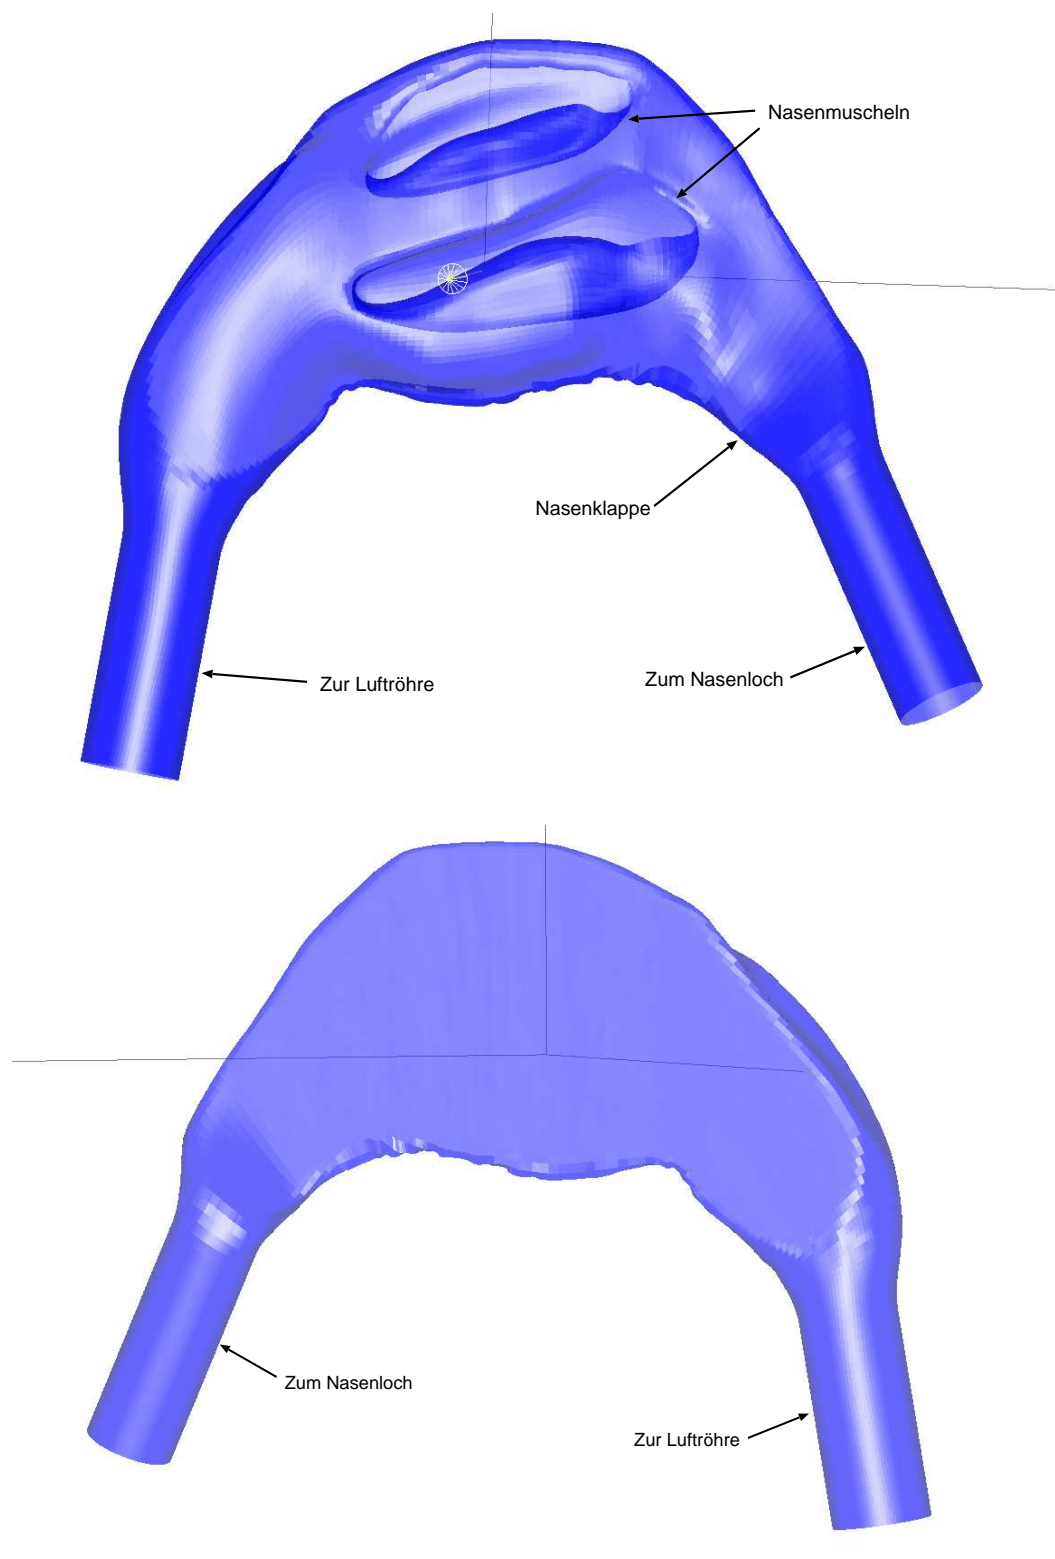 Nasenmuscheln
Nasenklappe
Zur Luftröhre
Zum Nasenloch
Zum Nasenloch
Zur Luftröhre